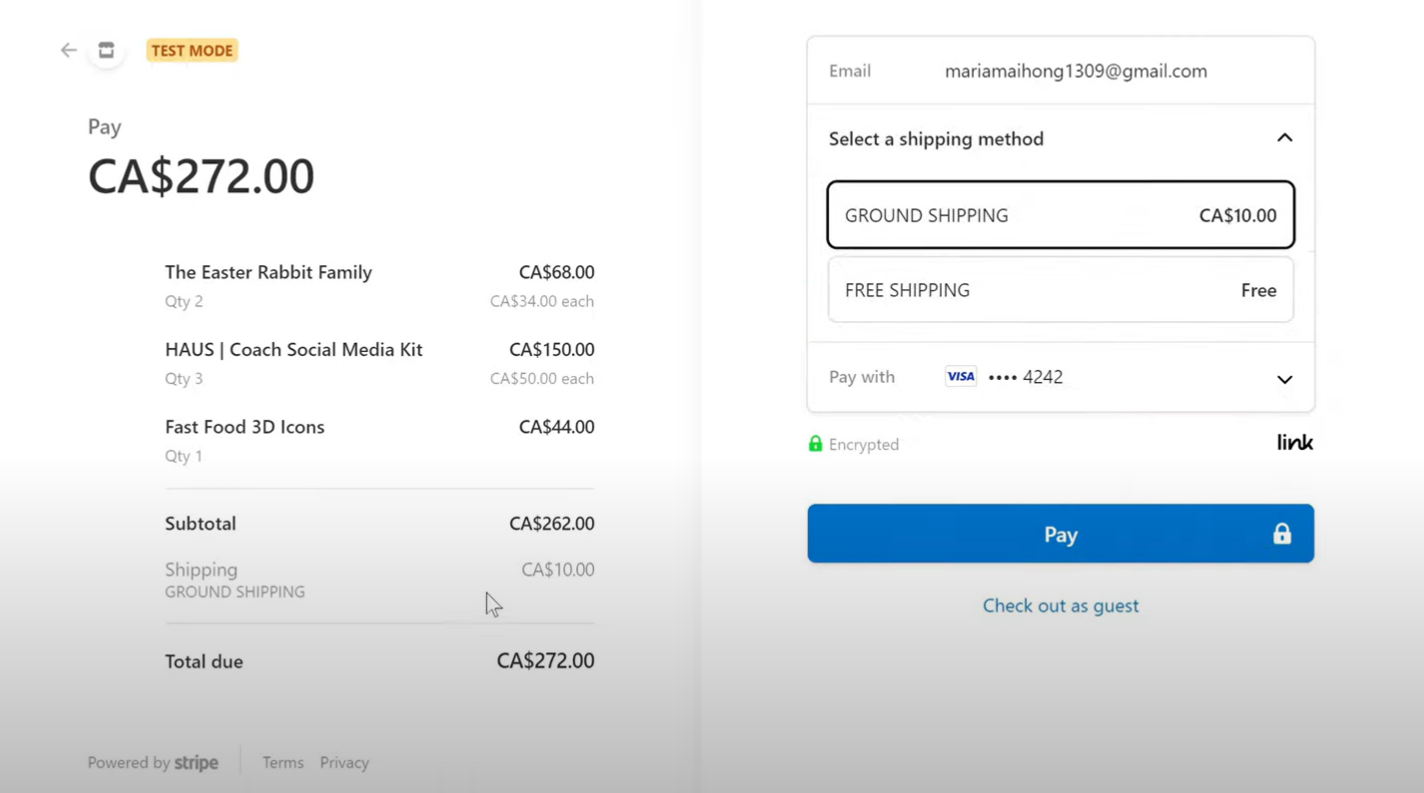 TEST MODE
Pay
CA$272.00
The Easter Rabbit Family CA$68.00
Qty 2 CA$34.00 each
HAUS | Coach Social Media Kit CA$150.00
Qty 3 CA$50.00 each
Fast Food 3D Icons CA$44.00
Qty 1
Subtotal CA$262.00
Shipping CA$10.00
GROUND SHIPPING
Total due CA$272.00
Powered by stripe Terms Privacy
Email mariamaihong1309@gmail.com
Select a shipping method
GROUND SHIPPING CA$10.00
FREE SHIPPING Free
Pay with VISA •••• 4242
Encrypted link
Pay
Check out as guest